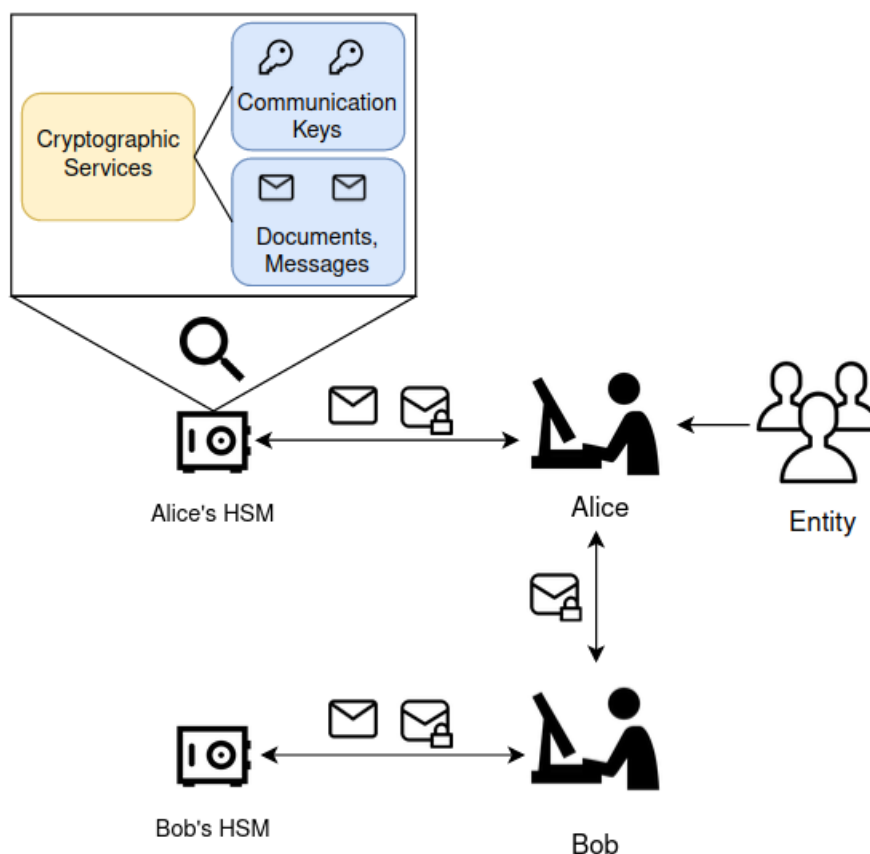 Communication
Keys
Cryptographic
Services
Documents,
Messages
Alice's HSM
Alice
Entity
Bob's HSM
Bob